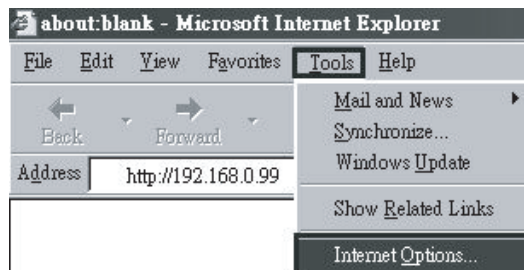 about:blank - Microsoft Internet Explorer
File Edit View Favorites Tools Help
Back Forward
Address http://192.168.0.99
Mail and News
Synchronize...
Windows Update
Show Related Links
Internet Options...